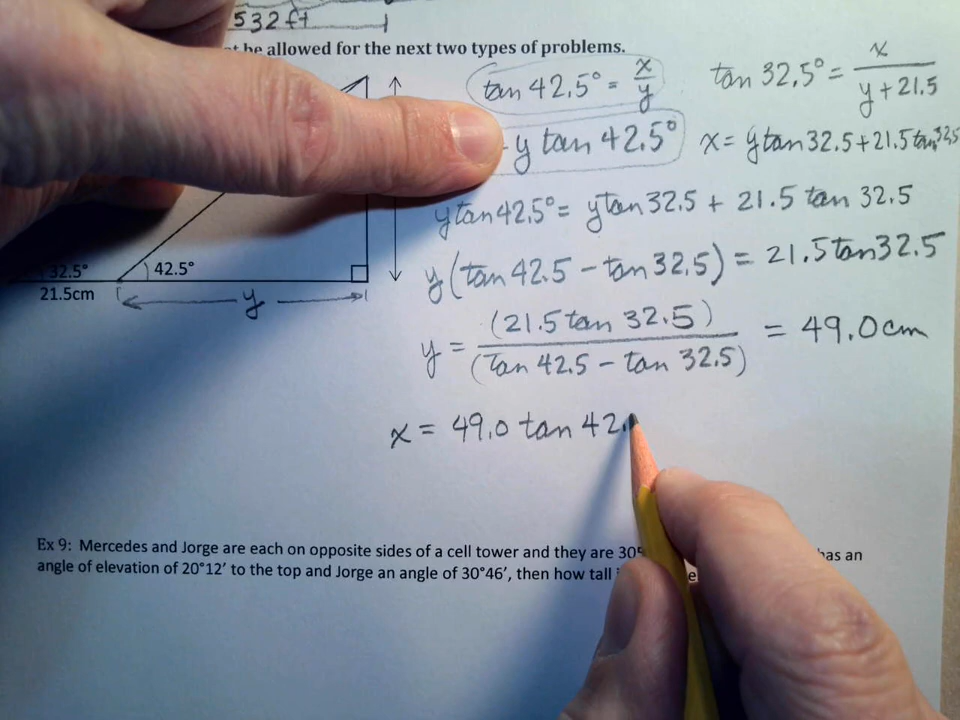 532 ft
be allowed for the next two types of problems.
tan 42.5° = x/y
tan 32.5° = x/(y + 21.5)
y tan 42.5°
x = y tan 32.5 + 21.5 tan 32.5
y tan 42.5° = y tan 32.5 + 21.5 tan 32.5
32.5°
42.5°
21.5cm
y
y(tan 42.5 - tan 32.5) = 21.5 tan 32.5
y = (21.5 tan 32.5)/(tan 42.5 - tan 32.5) = 49.0 cm
x = 49.0 tan 42.
Ex 9: Mercedes and Jorge are each on opposite sides of a cell tower and they are 30 has an
angle of elevation of 20°12′ to the top and Jorge an angle of 30°46′, then how tall